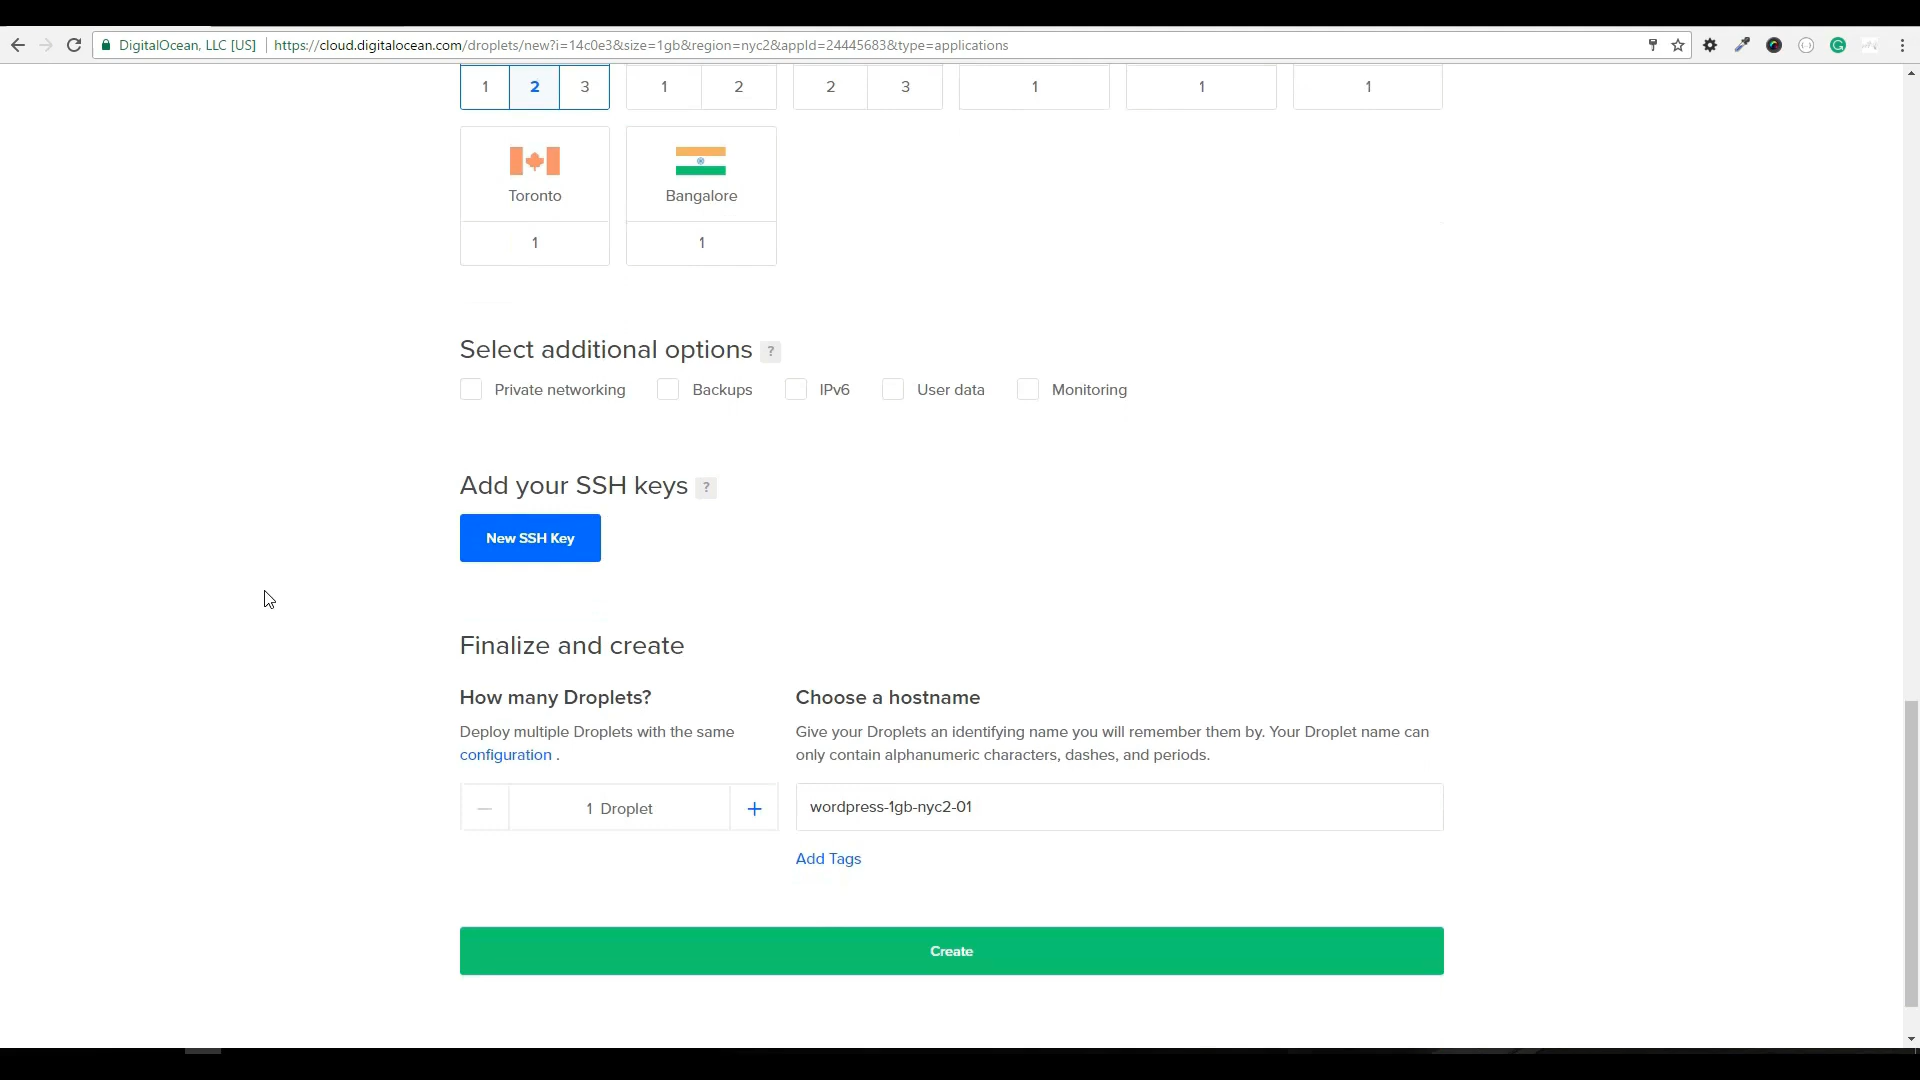 DigitalOcean, LLC [US] https://cloud.digitalocean.com/droplets/new?i=14c0e3&size=1gb&region=nyc2&appId=24445683&type=applications
1 2 3 1 2 2 3 1 1 1
Toronto Bangalore
1 1
Select additional options ?
Private networking Backups IPv6 User data Monitoring
Add your SSH keys ?
New SSH Key
Finalize and create
How many Droplets?
Deploy multiple Droplets with the same
configuration .
1 Droplet
Choose a hostname
Give your Droplets an identifying name you will remember them by. Your Droplet name can
only contain alphanumeric characters, dashes, and periods.
wordpress-1gb-nyc2-01
Add Tags
Create